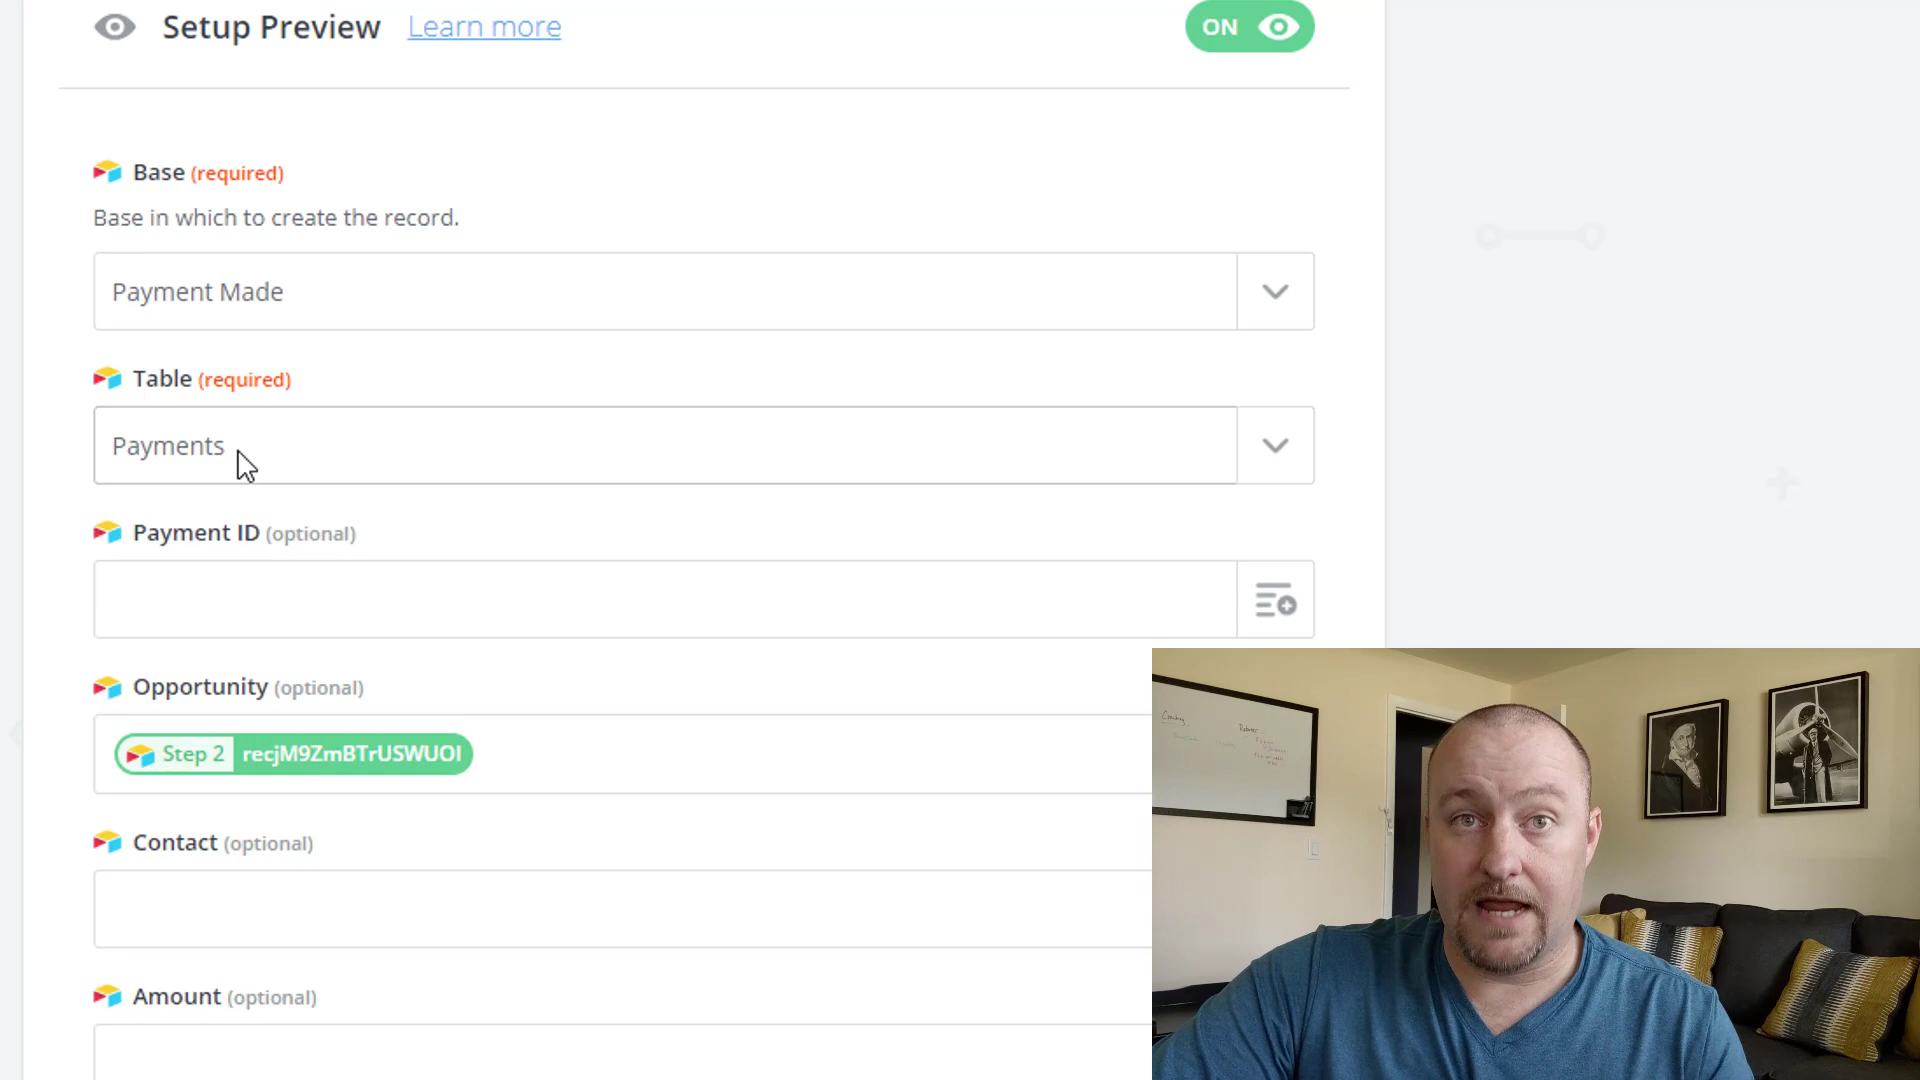 Setup Preview Learn more ON
Base (required)
Base in which to create the record.
Payment Made
Table (required)
Payments
Payment ID (optional)
Opportunity (optional)
Step 2 recjM9ZmBTrUSWUOI
Contact (optional)
Amount (optional)
Coaching